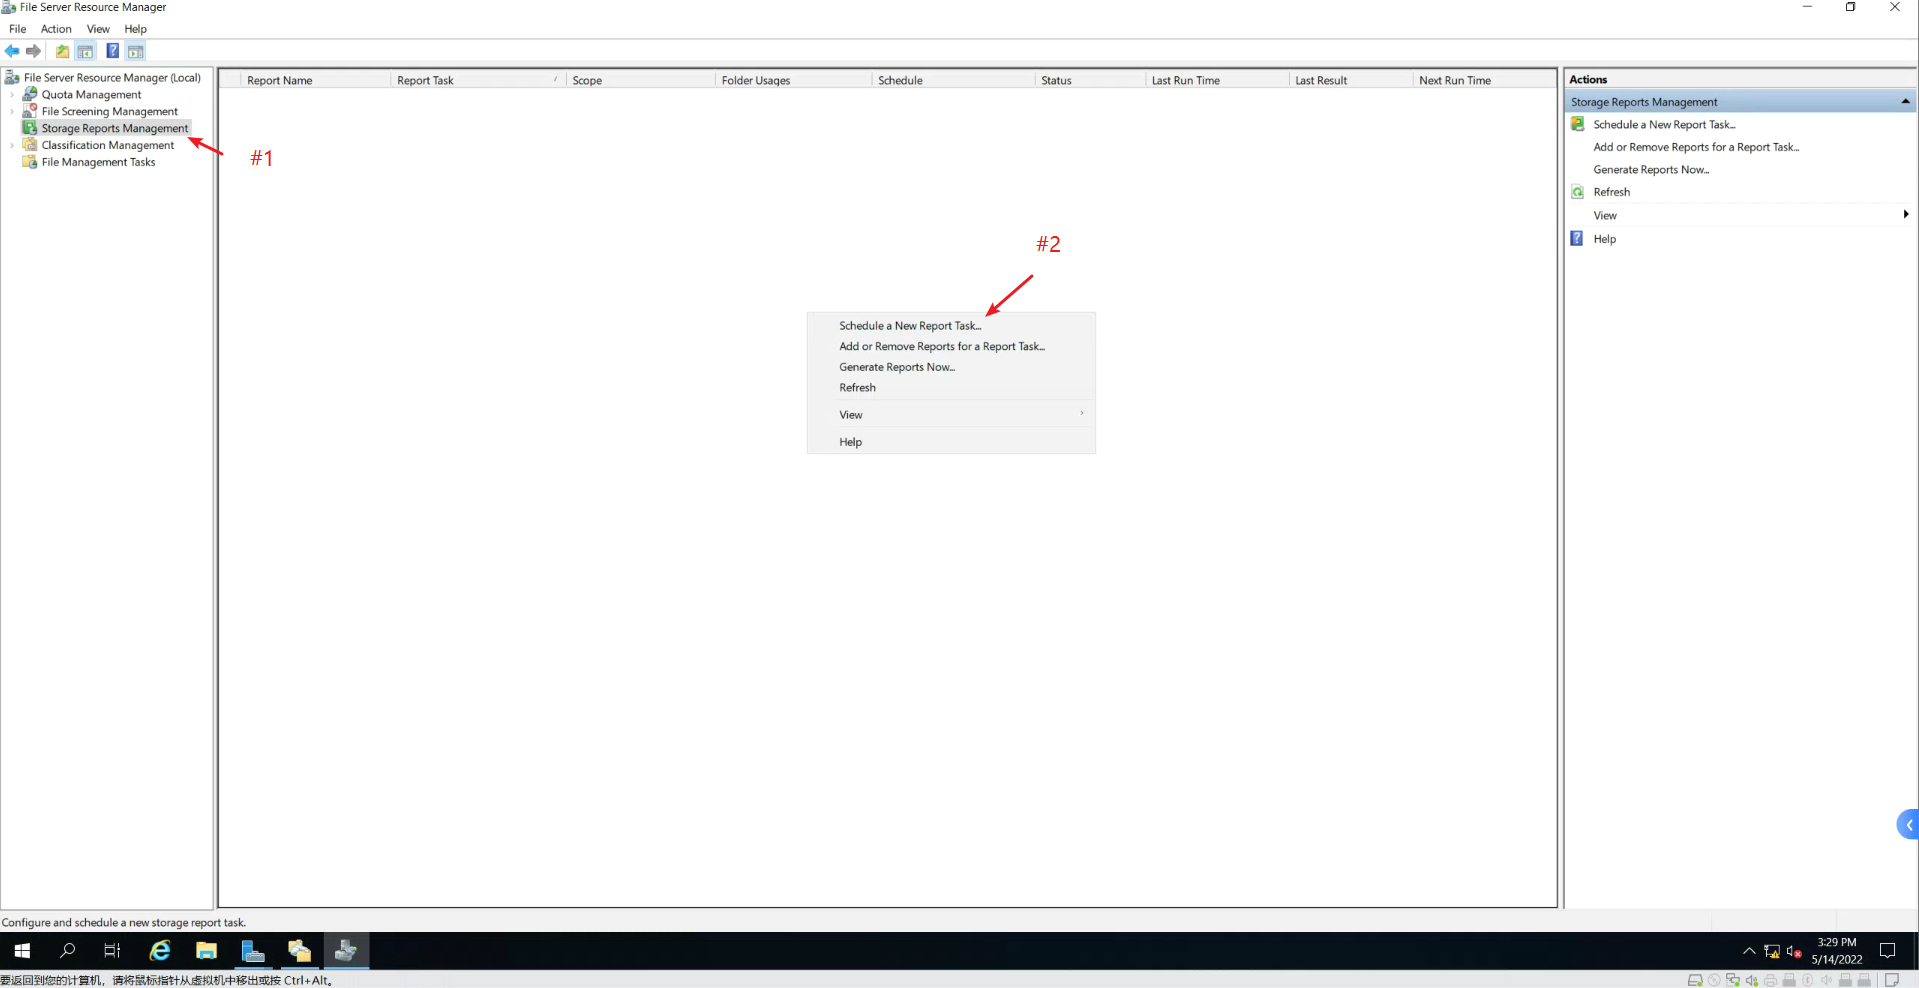 File Server Resource Manager
File Action View Help
File Server Resource Manager (Local)
Quota Management
File Screening Management
Storage Reports Management
Classification Management
File Management Tasks
#1
Report Name Report Task Scope Folder Usages Schedule Status Last Run Time Last Result Next Run Time
#2
Schedule a New Report Task...
Add or Remove Reports for a Report Task...
Generate Reports Now...
Refresh
View
Help
Actions
Storage Reports Management
Schedule a New Report Task...
Add or Remove Reports for a Report Task...
Generate Reports Now...
Refresh
View
Help
Configure and schedule a new storage report task.
3:29 PM
5/14/2022
要返回到您的计算机，请将鼠标指针从虚拟机中移出或按 Ctrl+Alt。